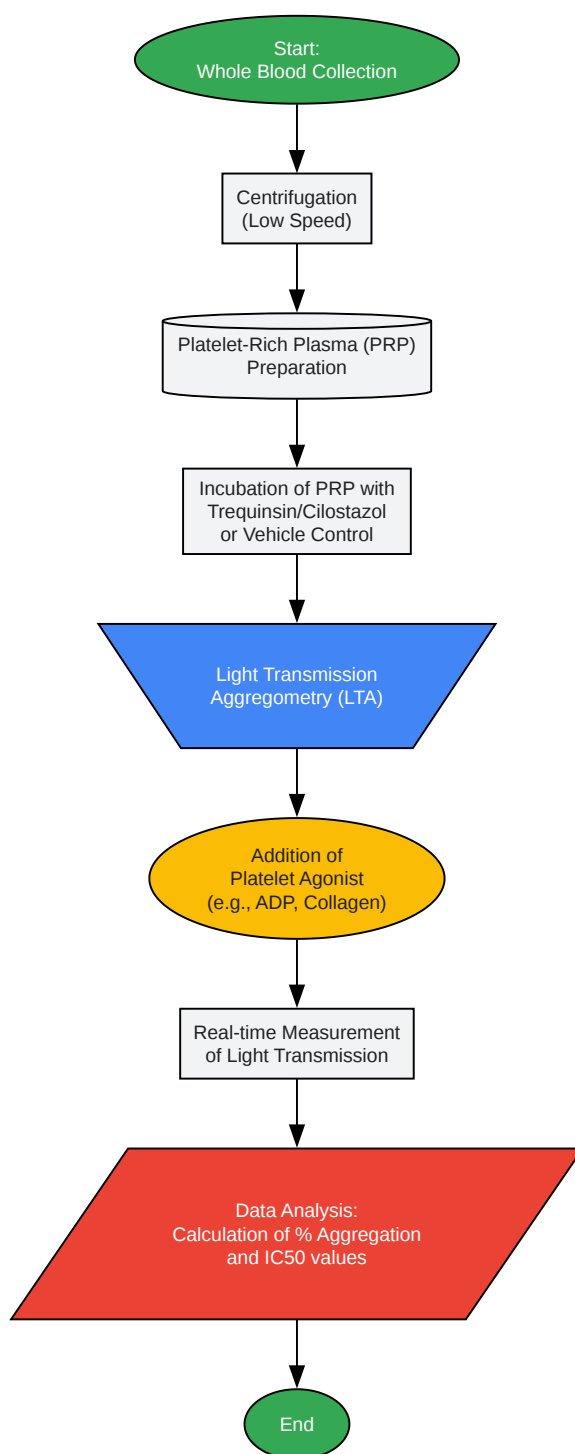 Start:
Whole Blood Collection
Centrifugation
(Low Speed)
Platelet-Rich Plasma (PRP)
Preparation
Incubation of PRP with
Trequinsin/Cilostazol
or Vehicle Control
Light Transmission
Aggregometry (LTA)
Addition of
Platelet Agonist
(e.g., ADP, Collagen)
Real-time Measurement
of Light Transmission
Data Analysis:
Calculation of % Aggregation
and IC50 values
End